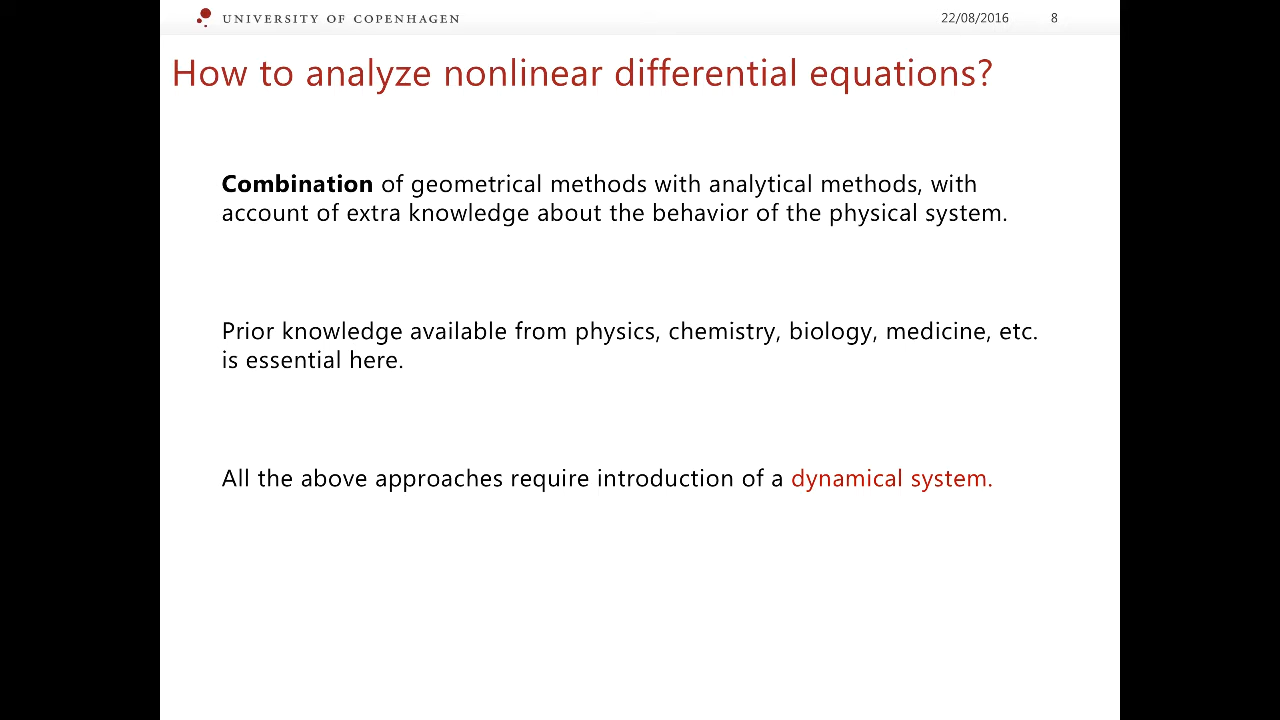 UNIVERSITY OF COPENHAGEN
22/08/2016 8
How to analyze nonlinear differential equations?
Combination of geometrical methods with analytical methods, with
account of extra knowledge about the behavior of the physical system.
Prior knowledge available from physics, chemistry, biology, medicine, etc.
is essential here.
All the above approaches require introduction of a dynamical system.